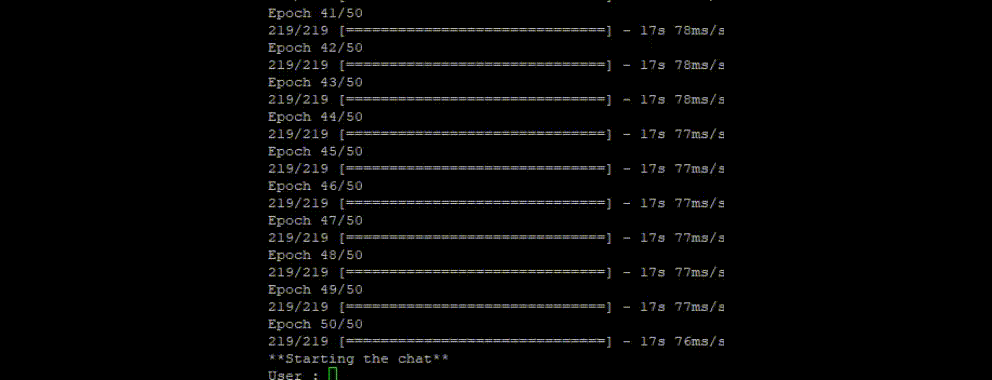 Epoch 41/50
219/219 [==============================] - 17s 78ms/s
Epoch 42/50
219/219 [==============================] - 17s 78ms/s
Epoch 43/50
219/219 [==============================] - 17s 78ms/s
Epoch 44/50
219/219 [==============================] - 17s 77ms/s
Epoch 45/50
219/219 [==============================] - 17s 77ms/s
Epoch 46/50
219/219 [==============================] - 17s 77ms/s
Epoch 47/50
219/219 [==============================] - 17s 77ms/s
Epoch 48/50
219/219 [==============================] - 17s 77ms/s
Epoch 49/50
219/219 [==============================] - 17s 77ms/s
Epoch 50/50
219/219 [==============================] - 17s 76ms/s
**Starting the chat**
User :